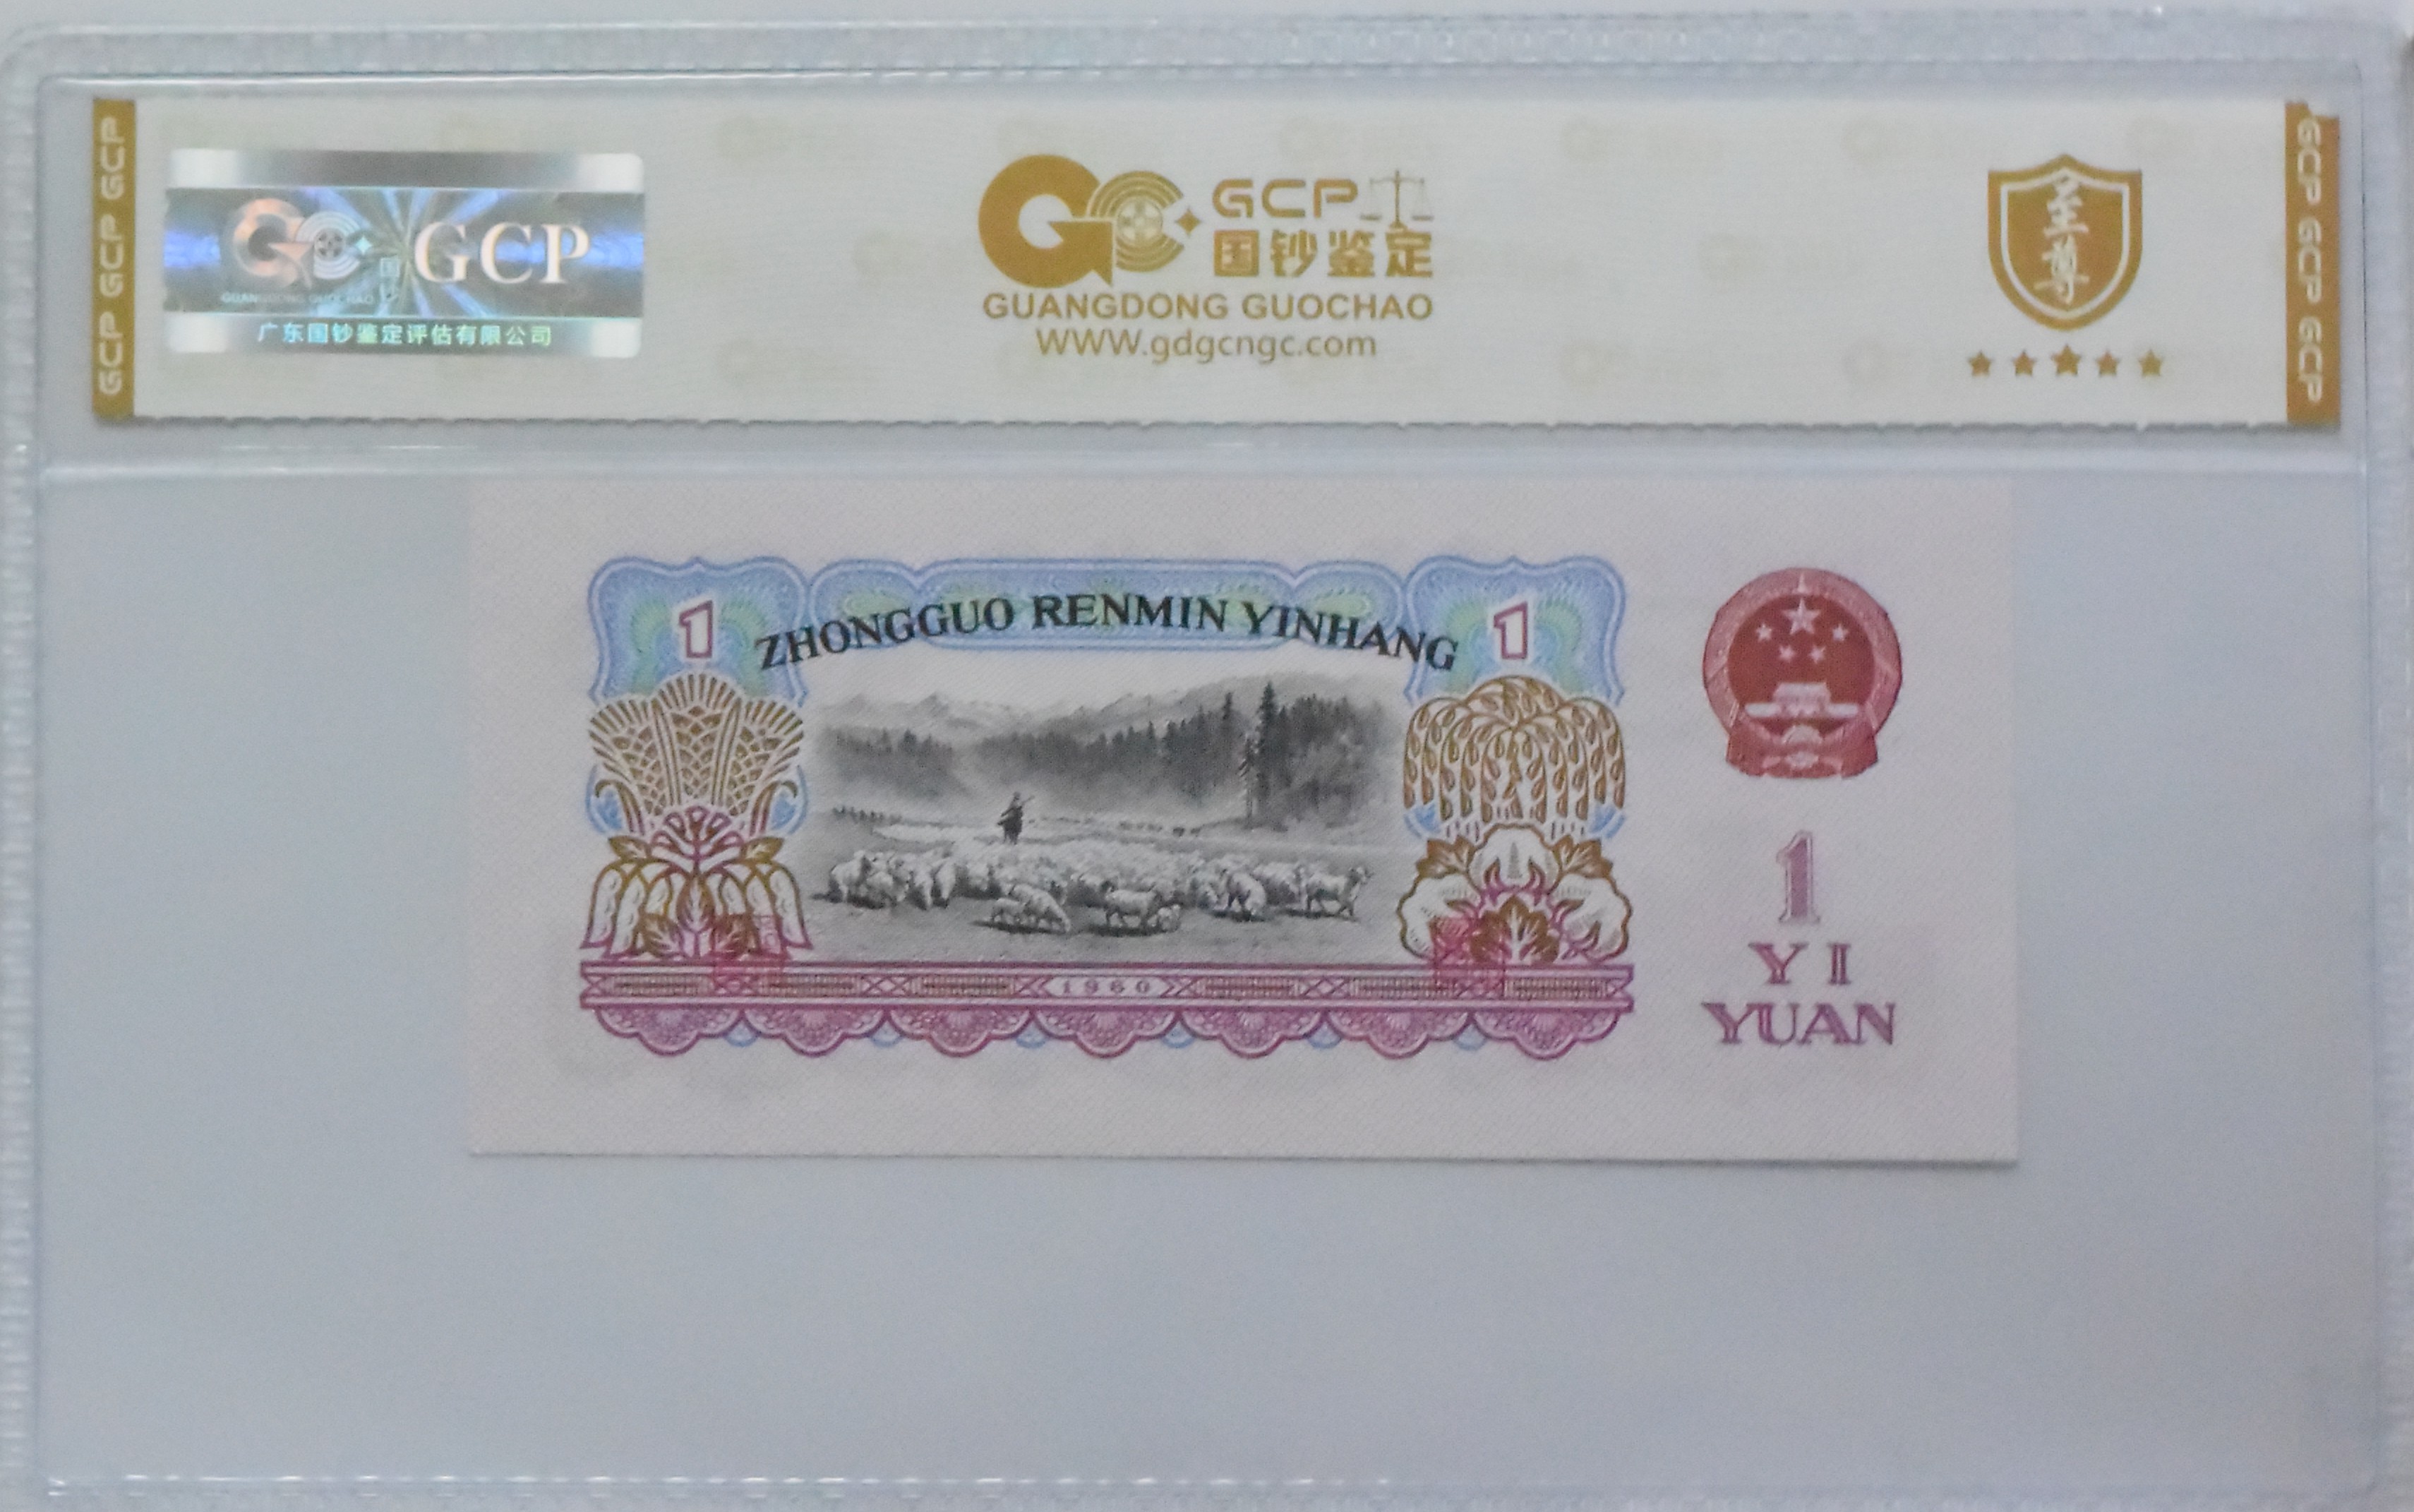 GCP GCP GCP
GCP
国钞
GUANGDONG GUOCHAO
广东国钞鉴定评估有限公司
GCP
国钞鉴定
GUANGDONG GUOCHAO
WWW.gdgcngc.com
至尊
GCP GCP GCP
1
ZHONGGUO RENMIN YINHANG
1
1960
1
YI
YUAN